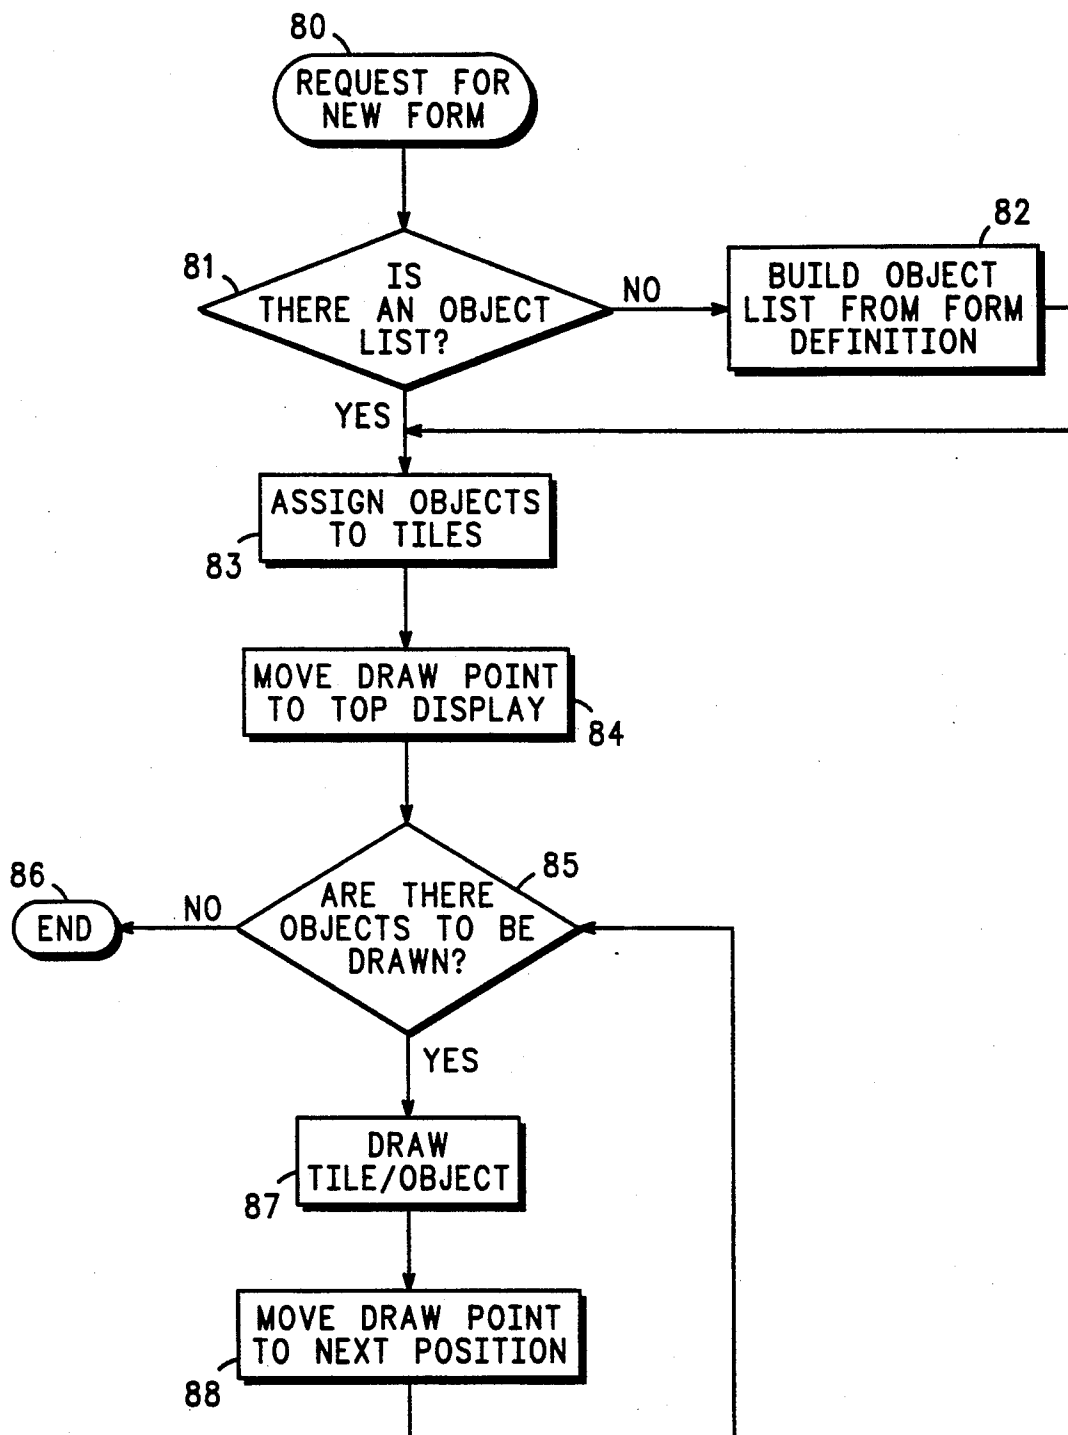 80
REQUEST FOR
NEW FORM
81
IS
THERE AN OBJECT
LIST?
NO
82
BUILD OBJECT
LIST FROM FORM
DEFINITION
YES
ASSIGN OBJECTS
TO TILES
83
MOVE DRAW POINT
TO TOP DISPLAY
84
85
ARE THERE
OBJECTS TO BE
DRAWN?
NO
86
END
YES
DRAW
TILE/OBJECT
87
MOVE DRAW POINT
TO NEXT POSITION
88